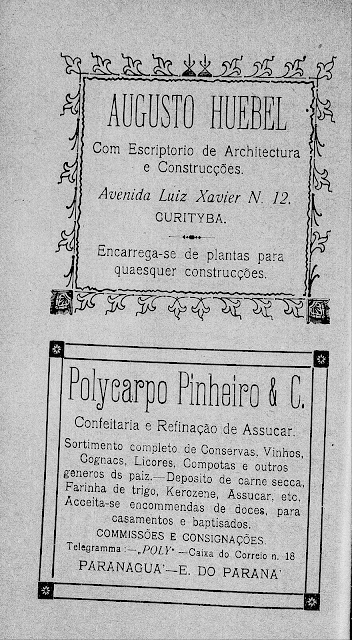 AUGUSTO HUEBEL
Com Escriptorio de Architectura
e Construcções.
Avenida Luiz Xavier N. 12.
CURITYBA.
Encarrega-se de plantas para
quaesquer construcções.
Polycarpo Pinheiro & C.
Confeitaria e Refinação de Assucar.
Sortimento completo de Conservas, Vinhos,
Cognacs, Licores, Compotas e outros
generos ds paiz.—Deposito de carne secca,
Farinha de trigo, Kerozene, Assucar, etc.
Acceita-se encommendas de doces, para
casamentos e baptisados.
COMMISSÕES E CONSIGNAÇÕES.
Telegramma:—„POLY"—Caixa do Correio n. 18
PARANAGUA'—E. DO PARANA'